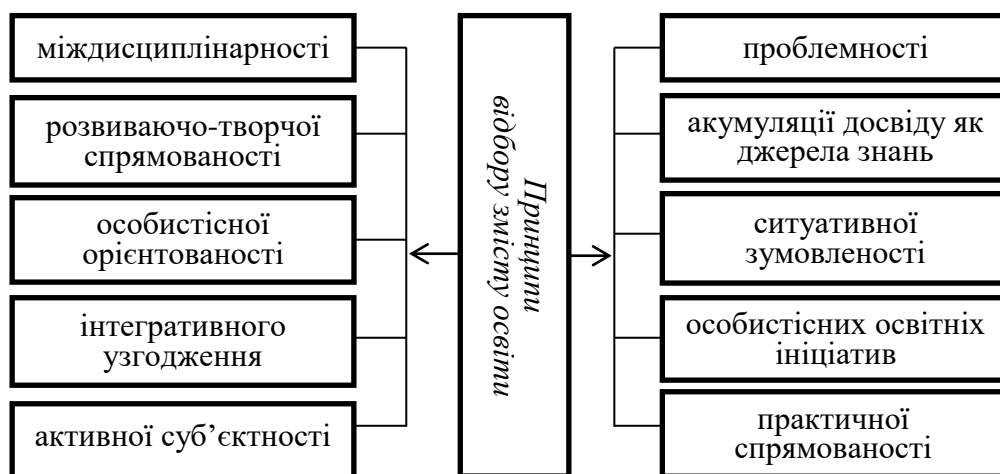 міждисциплінарності
розвиваючо-творчої
спрямованості
особистісної
орієнтованості
інтегративного
узгодження
активної суб’єктності
Принципи
відбору змісту освіти
проблемності
акумуляції досвіду як
джерела знань
ситуативної
зумовленості
особистісних освітніх
ініціатив
практичної
спрямованості